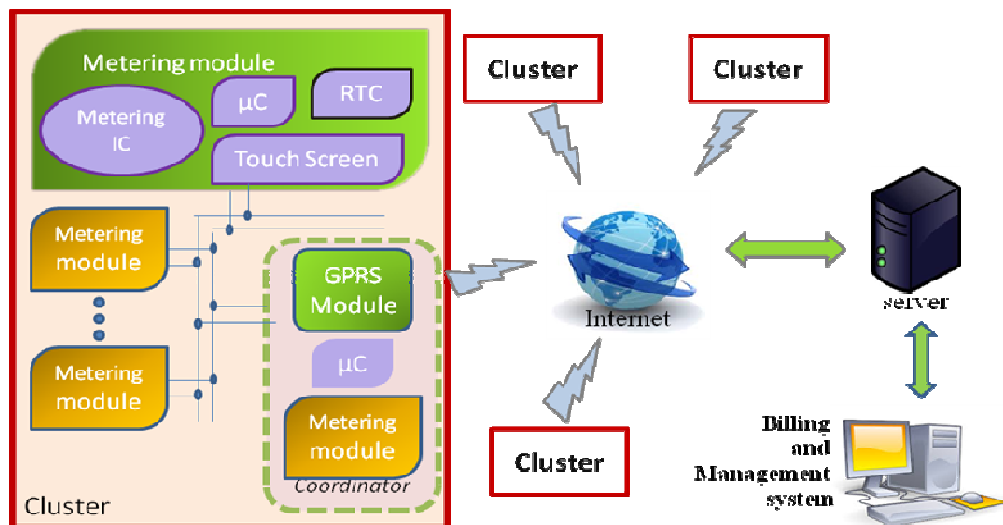 Metering module
Metering
IC
µC
RTC
Touch Screen
Metering
module
Metering
module
GPRS
Module
µC
Metering
module
Coordinator
Cluster
Cluster
Cluster
Cluster
Internet
server
Billing
and
Management
system